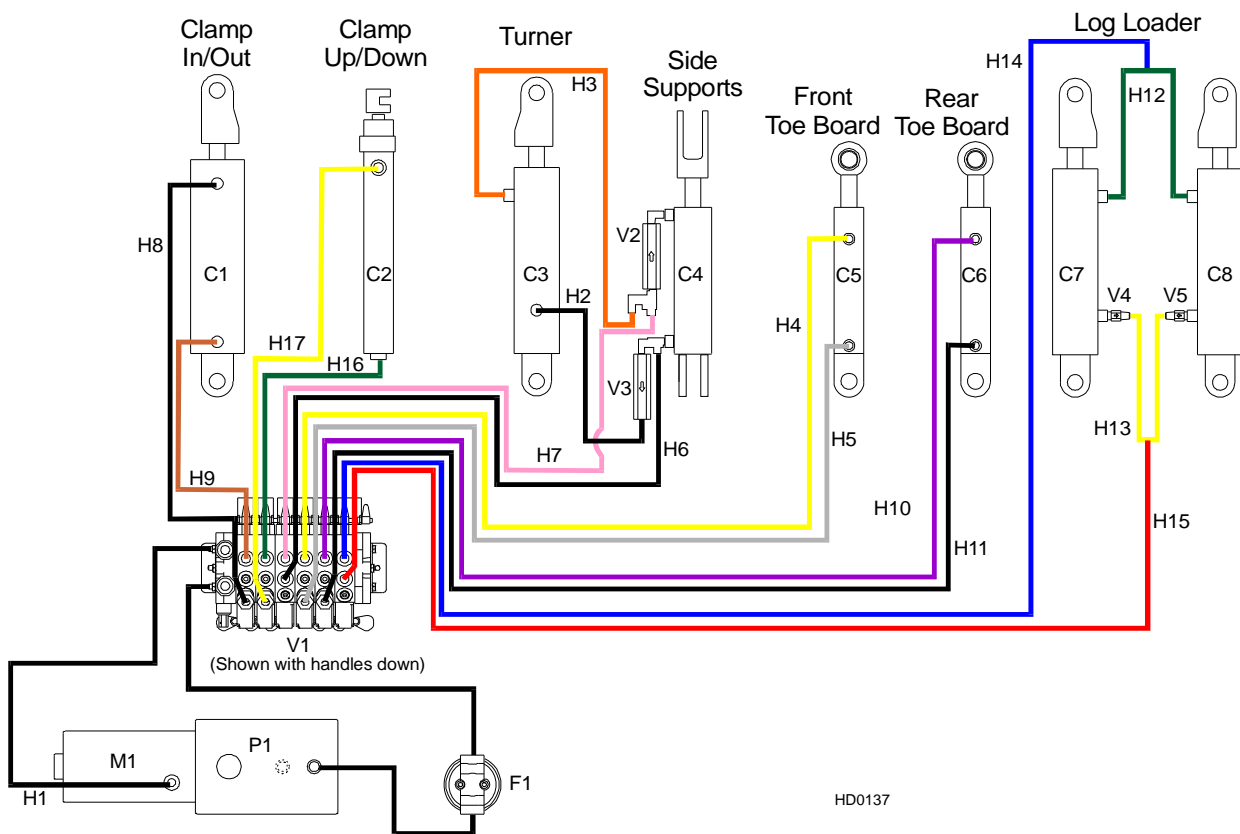 Clamp
In/Out
Clamp
Up/Down
Turner
Side
Supports
Front
Toe Board
Rear
Toe Board
Log Loader
H14
H3
H12
H8
V2
C1
C2
C3
C4
C5
C6
C7
C8
H2
V4
V5
H4
H17
H16
V3
H13
H7
H6
H5
H9
H10
H15
H11
V1
(Shown with handles down)
M1
P1
F1
H1
HD0137